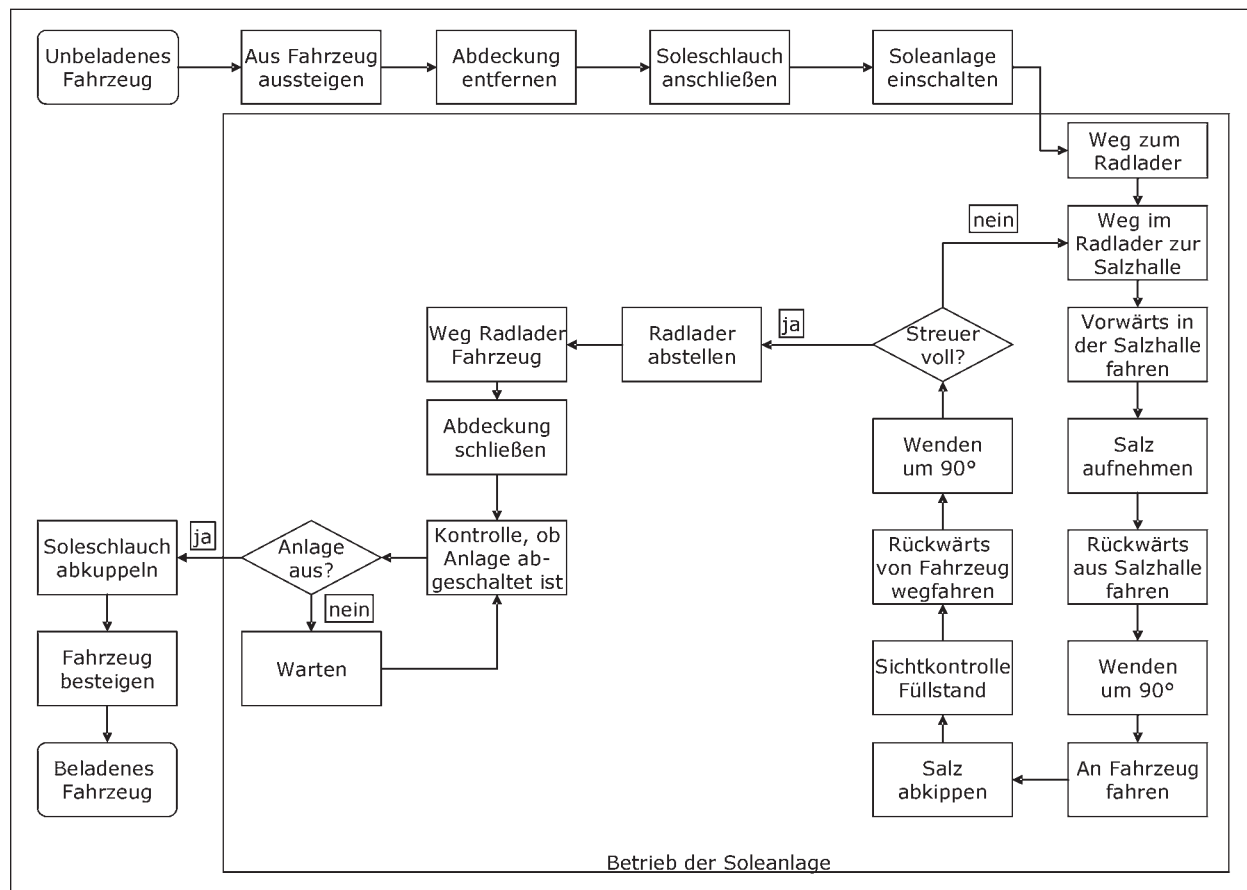 Unbeladenes
Fahrzeug
Aus Fahrzeug
aussteigen
Abdeckung
entfernen
Soleschlauch
anschließen
Soleanlage
einschalten
Weg zum
Radlader
nein
Weg im
Radlader zur
Salzhalle
Weg Radlader
Fahrzeug
Radlader
abstellen
ja
Streuer
voll?
Vorwärts in
der Salzhalle
fahren
Abdeckung
schließen
Wenden
um 90°
Salz
aufnehmen
Soleschlauch
abkuppeln
ja
Anlage
aus?
nein
Kontrolle, ob
Anlage ab-
geschaltet ist
Rückwärts
von Fahrzeug
wegfahren
Rückwärts
aus Salzhalle
fahren
Fahrzeug
besteigen
Warten
Sichtkontrolle
Füllstand
Wenden
um 90°
Beladenes
Fahrzeug
Salz
abkippen
An Fahrzeug
fahren
Betrieb der Soleanlage